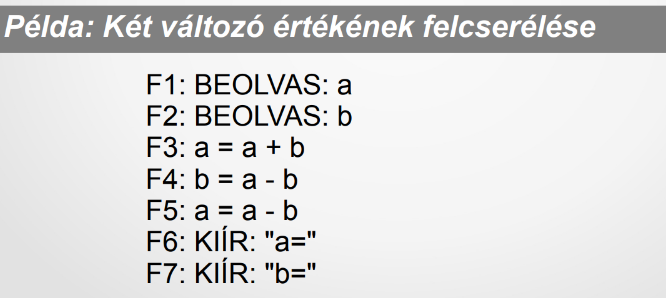 Példa: Két változó értékének felcserélése
F1: BEOLVAS: a
F2: BEOLVAS: b
F3: a = a + b
F4: b = a - b
F5: a = a - b
F6: KIÍR: "a="
F7: KIÍR: "b="